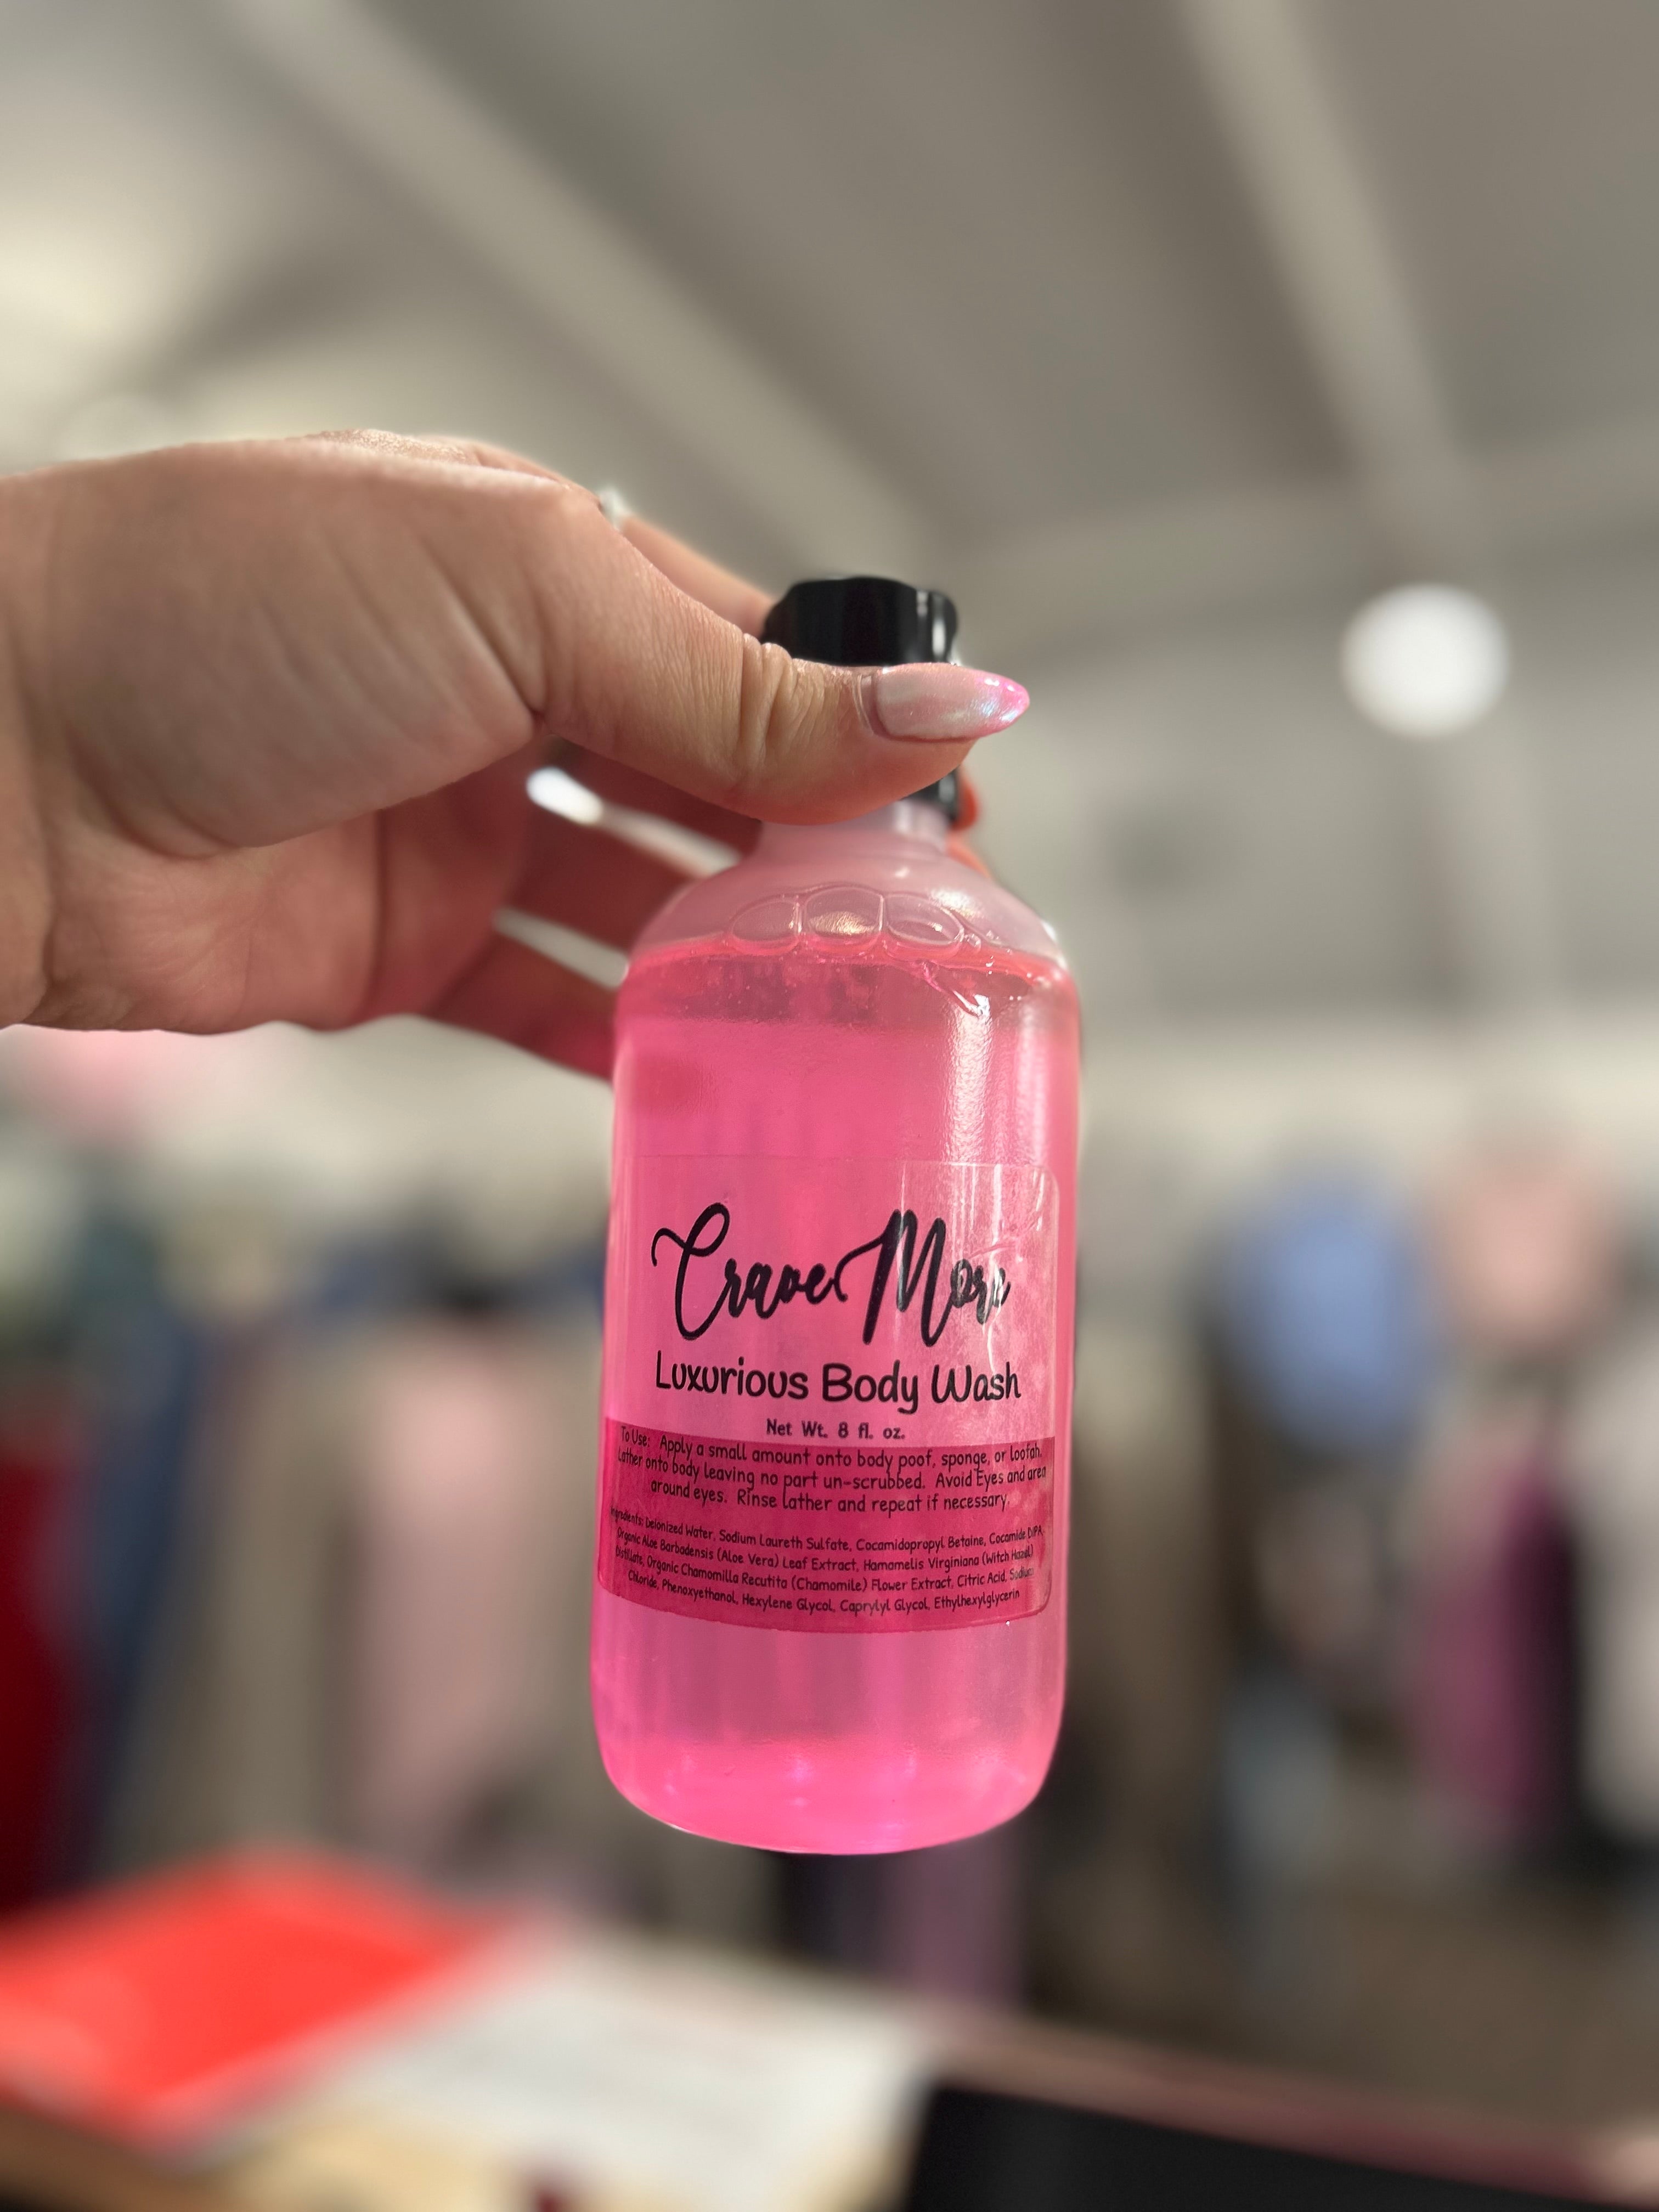 Crave More
Luxurious Body Wash
Net Wt. 8 fl. oz.
To Use: Apply a small amount onto body poof, sponge, or loofah.
Lather onto body leaving no part un-scrubbed. Avoid Eyes and area
around eyes. Rinse lather and repeat if necessary.
Ingredients: Deionized Water, Sodium Laureth Sulfate, Cocamidopropyl Betaine, Cocamide DIPA,
Organic Aloe Barbadensis (Aloe Vera) Leaf Extract, Hamamelis Virginiana (Witch Hazel)
Distillate, Organic Chamomilla Recutita (Chamomile) Flower Extract, Citric Acid, Sodium
Chloride, Phenoxyethanol, Hexylene Glycol, Caprylyl Glycol, Ethylhexylglycerin